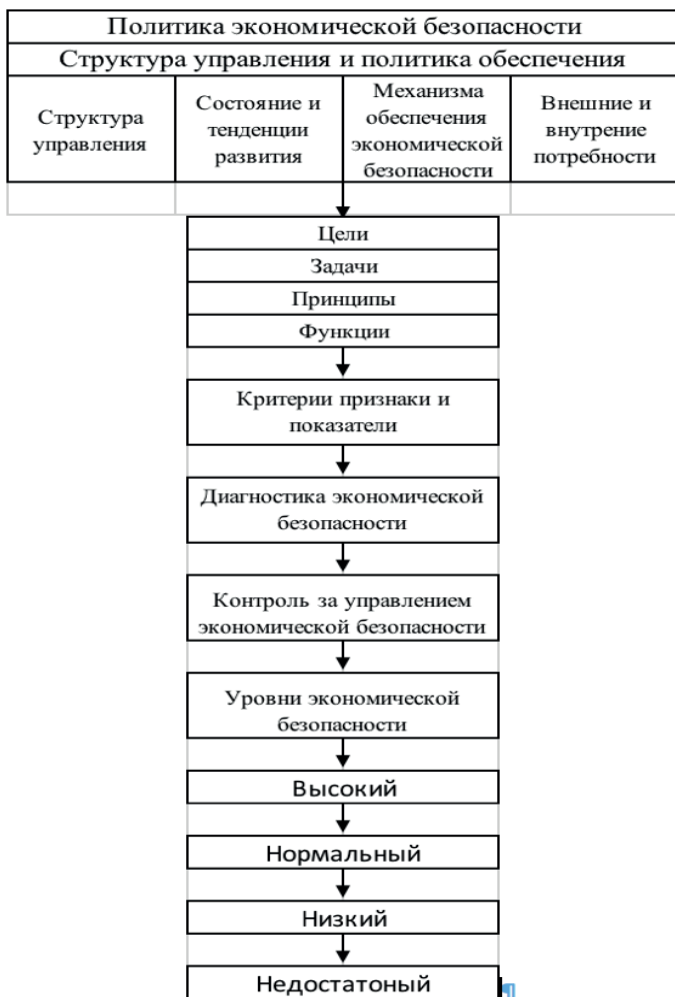 Политика экономической безопасности
Структура управления и политика обеспечения
Структура
управления
Состояние и
тенденции
развития
Механизма
обеспечения
экономической
безопасности
Внешние и
внутрение
потребности
Цели
Задачи
Принципы
Функции
Критерии признаки и
показатели
Диагностика экономической
безопасности
Контроль за управлением
экономической безопасности
Уровни экономической
безопасности
Высокий
Нормальный
Низкий
Недостатоный